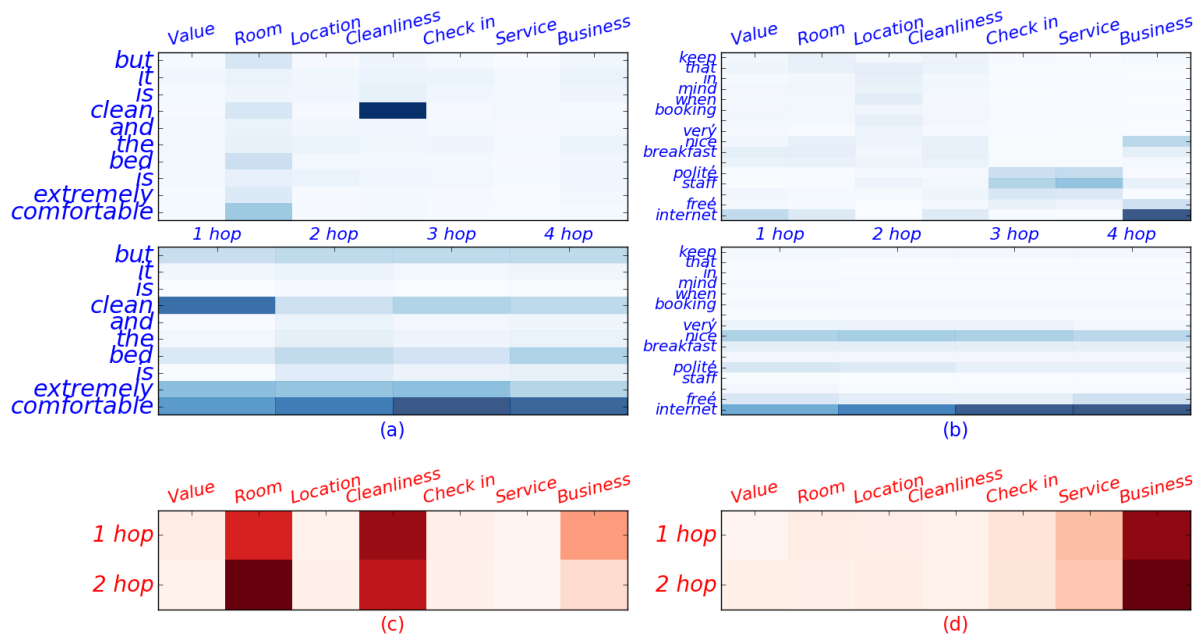 Value Room Location Cleanliness Check in Service Business
but
it
is
clean
and
the
bed
is
extremely
comfortable
1 hop 2 hop 3 hop 4 hop
but
it
is
clean
and
the
bed
is
extremely
comfortable
(a)
Value Room Location Cleanliness Check in Service Business
keep
that
in
mind
when
booking
very
nice
breakfast
polite
staff
free
internet
1 hop 2 hop 3 hop 4 hop
keep
that
in
mind
when
booking
very
nice
breakfast
polite
staff
free
internet
(b)
Value Room Location Cleanliness Check in Service Business
1 hop
2 hop
(c)
Value Room Location Cleanliness Check in Service Business
1 hop
2 hop
(d)